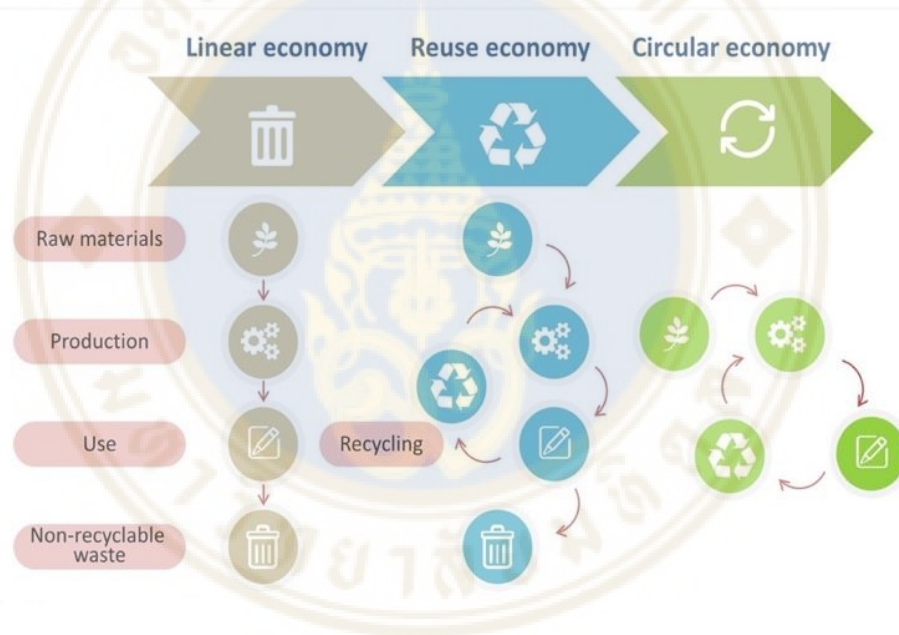 Linear economy
Reuse economy
Circular economy
Raw materials
Production
Use
Recycling
Non-recyclable
waste